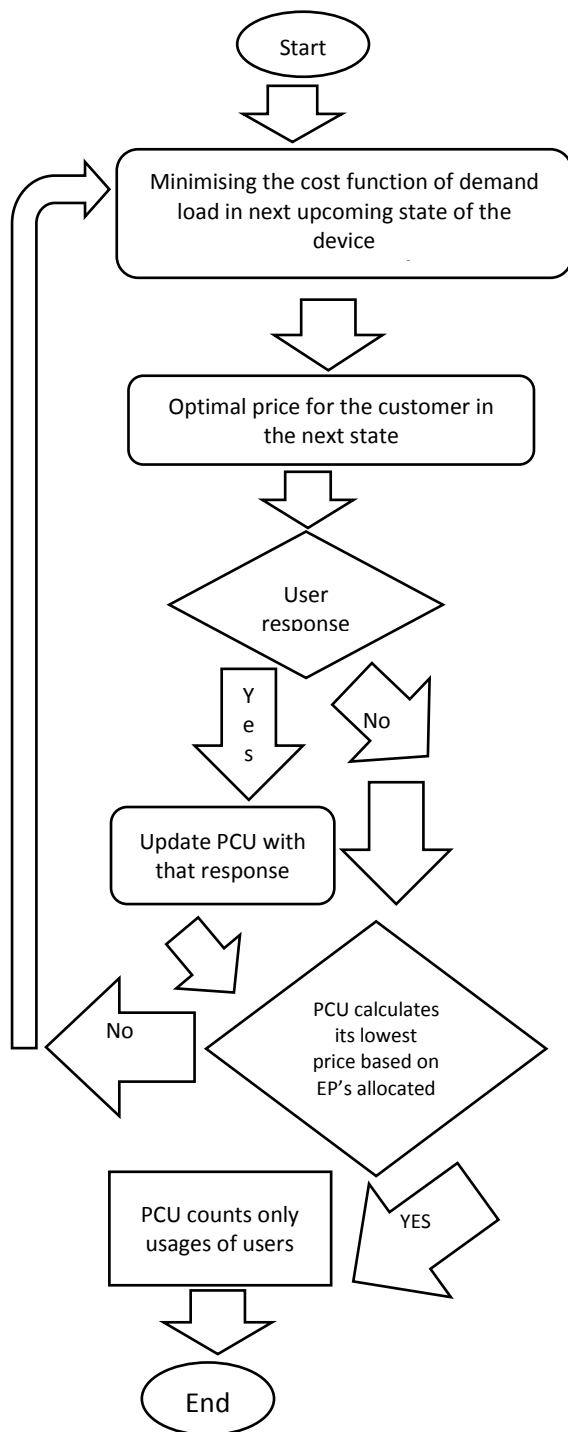 Start
Minimising the cost function of demand
load in next upcoming state of the
device
Optimal price for the customer in
the next state
User
response
Y
e
s
No
Update PCU with
that response
No
PCU calculates
its lowest
price based on
EP’s allocated
PCU counts only
usages of users
YES
End